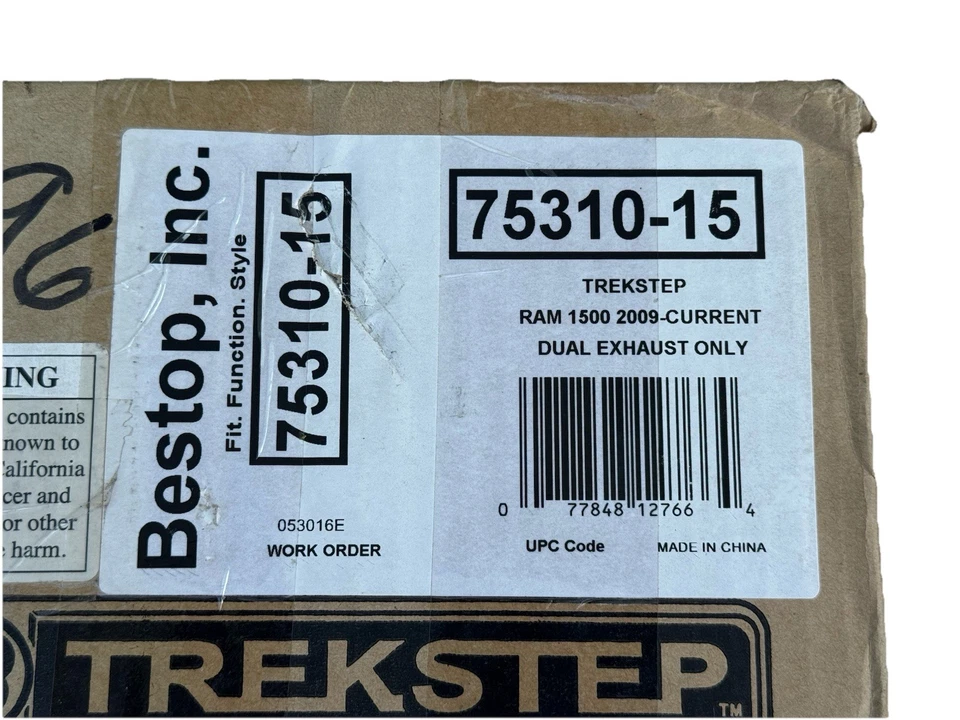 96
ING
contains
nown to
alifornia
cer and
or other
harm.
Bestop, Inc.
Fit. Function. Style
75310-15
053016E
WORK ORDER
75310-15
TREKSTEP
RAM 1500 2009-CURRENT
DUAL EXHAUST ONLY
0 77848 12766 4
UPC Code MADE IN CHINA
TREKSTEP™